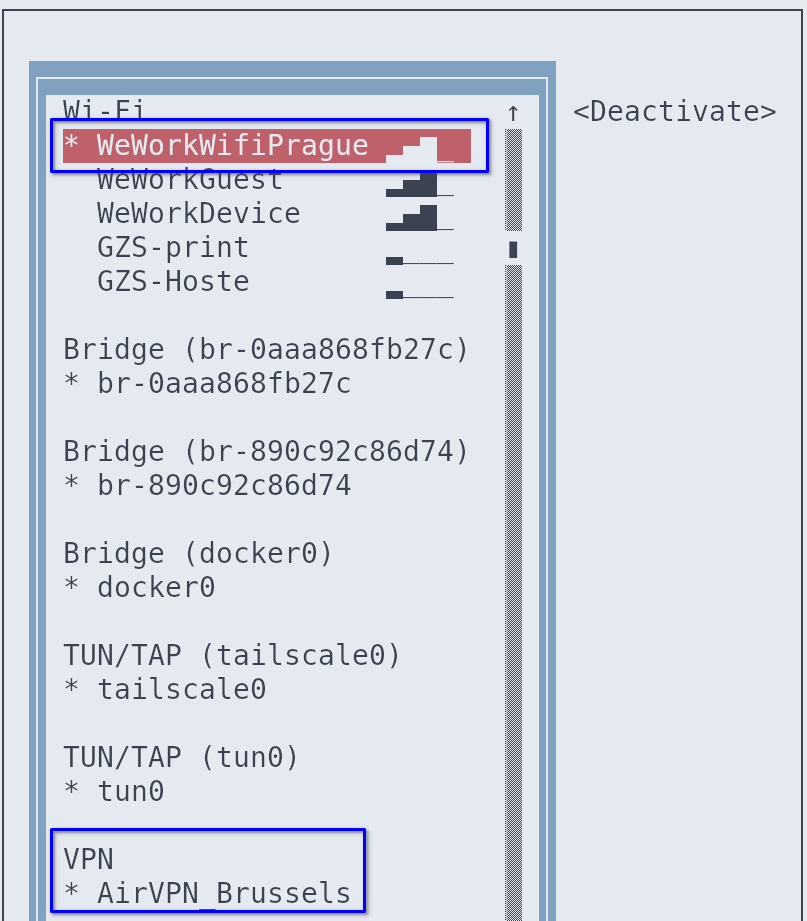 Wi-Fi ↑ <Deactivate>
* WeWorkWifiPrague
WeWorkGuest
WeWorkDevice
GZS-print
GZS-Hoste
Bridge (br-0aaa868fb27c)
* br-0aaa868fb27c
Bridge (br-890c92c86d74)
* br-890c92c86d74
Bridge (docker0)
* docker0
TUN/TAP (tailscale0)
* tailscale0
TUN/TAP (tun0)
* tun0
VPN
* AirVPN_Brussels